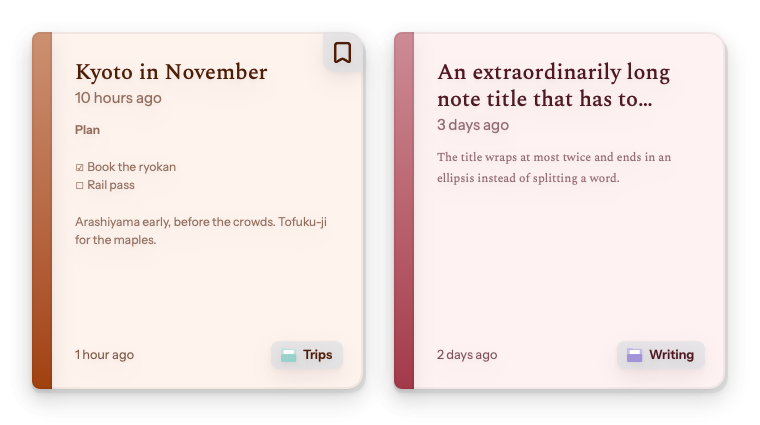 Kyoto in November
10 hours ago
Plan
☑ Book the ryokan
☐ Rail pass
Arashiyama early, before the crowds. Tofuku-ji
for the maples.
1 hour ago
Trips
An extraordinarily long
note title that has to...
3 days ago
The title wraps at most twice and ends in an
ellipsis instead of splitting a word.
2 days ago
Writing